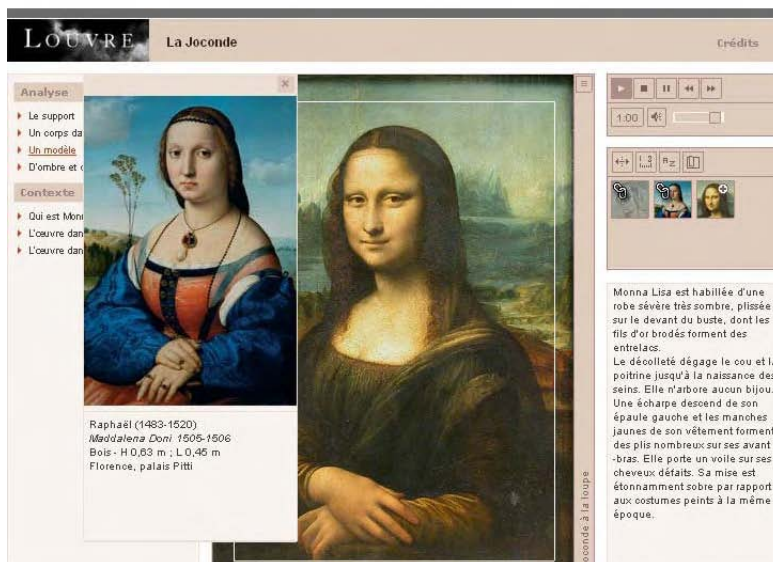 LOUVRE La Joconde Crédits
Analyse
Le support
Un corps da
Un modèle
D'ombre et
Contexte
Qui est Mon
L'œuvre dan
L'œuvre dan
Raphaël (1483-1520)
Maddalena Doni 1505-1506
Bois - H 0,63 m ; L 0,45 m
Florence, palais Pitti
oconde à la loupe
1:00
Monna Lisa est habillée d'une
robe sévère très sombre, plissée
sur le devant du buste, dont les
fils d'or brodés forment des
entrelacs.
Le décolleté dégage le cou et l
poitrine jusqu'à la naissance des
seins. Elle n'arbore aucun bijou.
Une écharpe descend de son
épaule gauche et les manches
jaunes de son vêtement forment
des plis nombreux sur ses avant
-bras. Elle porte un voile sur ses
cheveux défaits. Sa mise est
étonnamment sobre par rapport
aux costumes peints à la même
époque.